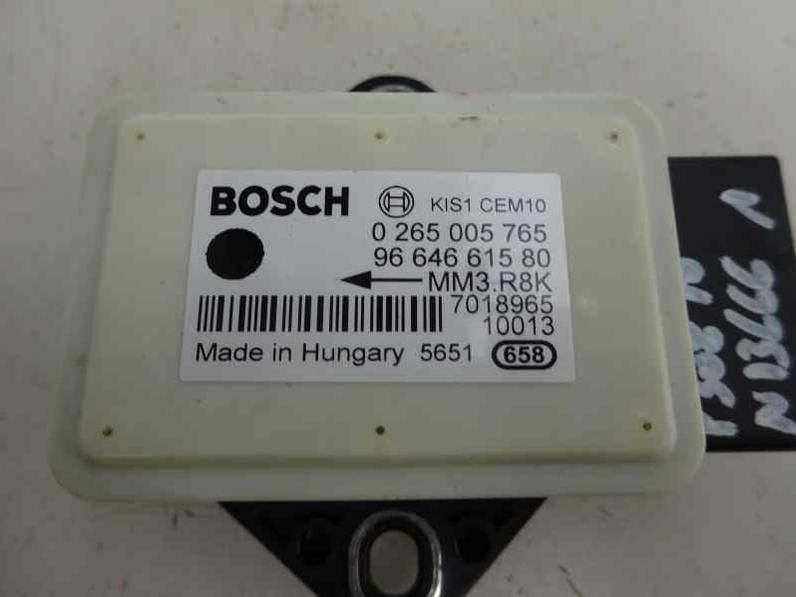 BOSCH KIS1 CEM10
0 265 005 765
96 646 615 80
MM3.R8K
7018965
10013
Made in Hungary 5651 658
N13666 N